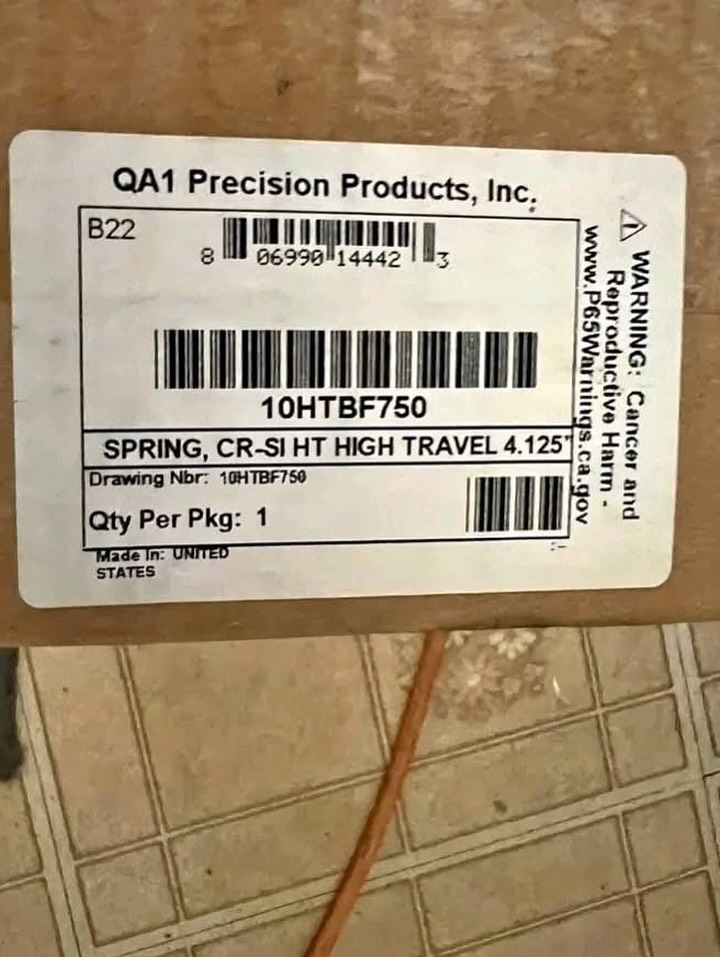 QA1 Precision Products, Inc.
B22
8 06990 14442 3
10HTBF750
SPRING, CR-SI HT HIGH TRAVEL 4.125"
Drawing Nbr: 10HTBF750
Qty Per Pkg: 1
Made In: UNITED
STATES
WARNING: Cancer and
Reproductive Harm -
www.P65Warnings.ca.gov